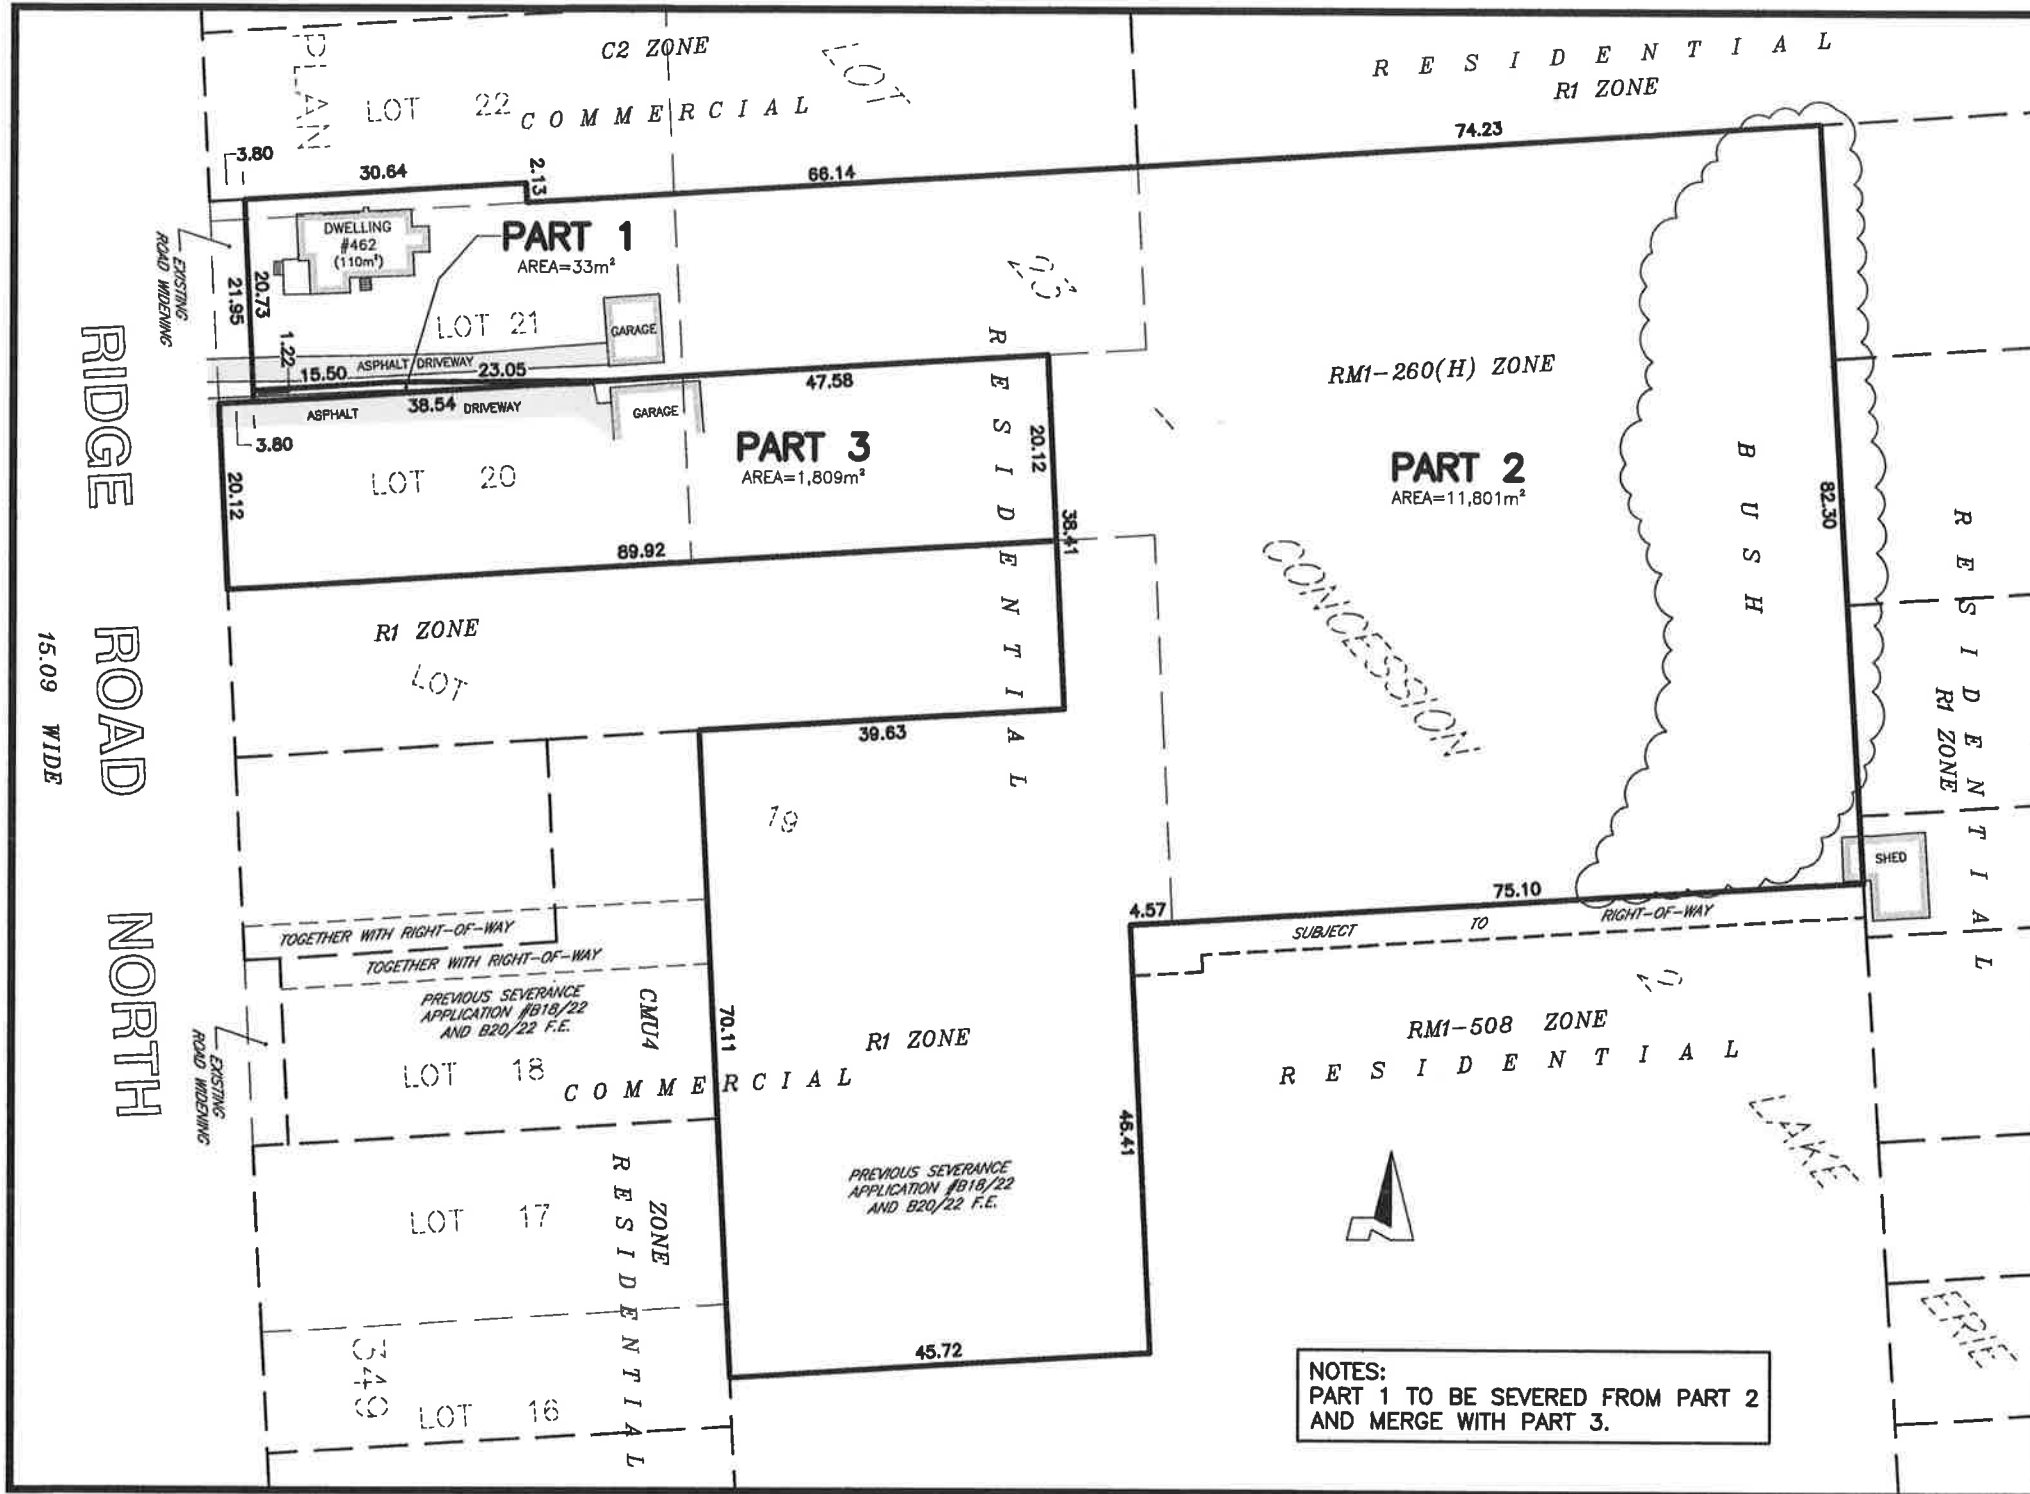 C2 ZONE
PLAN
LOT 22
COMMERCIAL
LOT
RESIDENTIAL
R1 ZONE
74.23
3.80
30.64
2.13
66.14
DWELLING
#462
(110m²)
PART 1
AREA=33m²
EXISTING
ROAD WIDENING
21.95
20.73
1.22
LOT 21
GARAGE
23
ASPHALT DRIVEWAY
15.50
23.05
47.58
38.54
ASPHALT DRIVEWAY
GARAGE
3.80
PART 3
AREA=1,809m²
LOT 20
20.12
20.12
38.41
89.92
RESIDENTIAL
RM1-260(H) ZONE
PART 2
AREA=11,801m²
BUSH
82.30
CONCESSION
RESIDENTIAL
R1 ZONE
RIDGE ROAD NORTH
15.09 WIDE
R1 ZONE
LOT
39.63
19
SHED
75.10
4.57
SUBJECT TO RIGHT-OF-WAY
TOGETHER WITH RIGHT-OF-WAY
TOGETHER WITH RIGHT-OF-WAY
PREVIOUS SEVERANCE
APPLICATION #B18/22
AND B20/22 F.E.
EXISTING
ROAD WIDENING
LOT 18
CMU4
ZONE
COMMERCIAL
70.11
R1 ZONE
RM1-508 ZONE
RESIDENTIAL
46.41
LAKE
ERIE
PREVIOUS SEVERANCE
APPLICATION #B18/22
AND B20/22 F.E.
LOT 17
RESIDENTIAL
349
LOT 16
45.72
NOTES:
PART 1 TO BE SEVERED FROM PART 2
AND MERGE WITH PART 3.